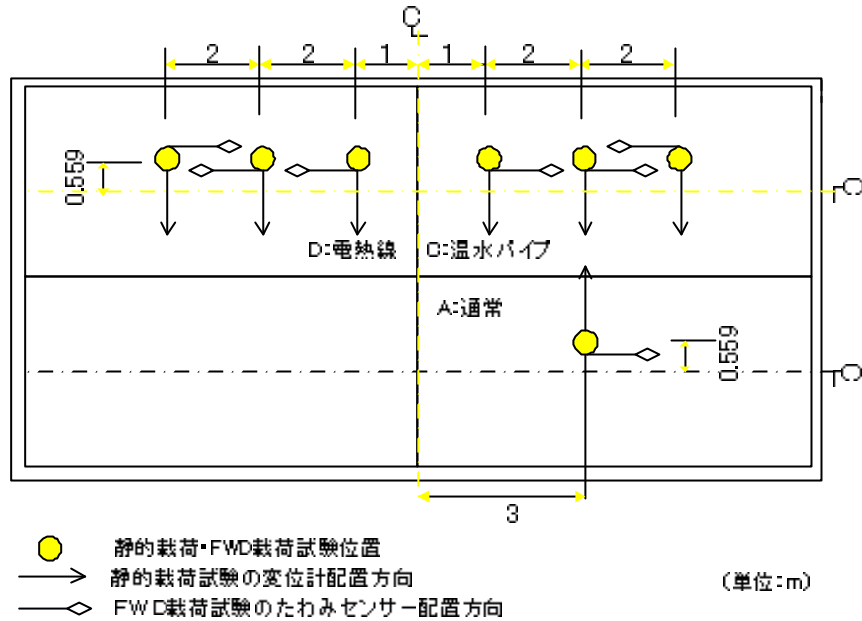 C
L
2 2 1 1 2 2
0.559
C
L
D:電熱線 C:温水パイプ
A:通常
0.559
C
L
3
静的載荷・FWD載荷試験位置
静的載荷試験の変位計配置方向
(単位:m)
FWD載荷試験のたわみセンサー配置方向